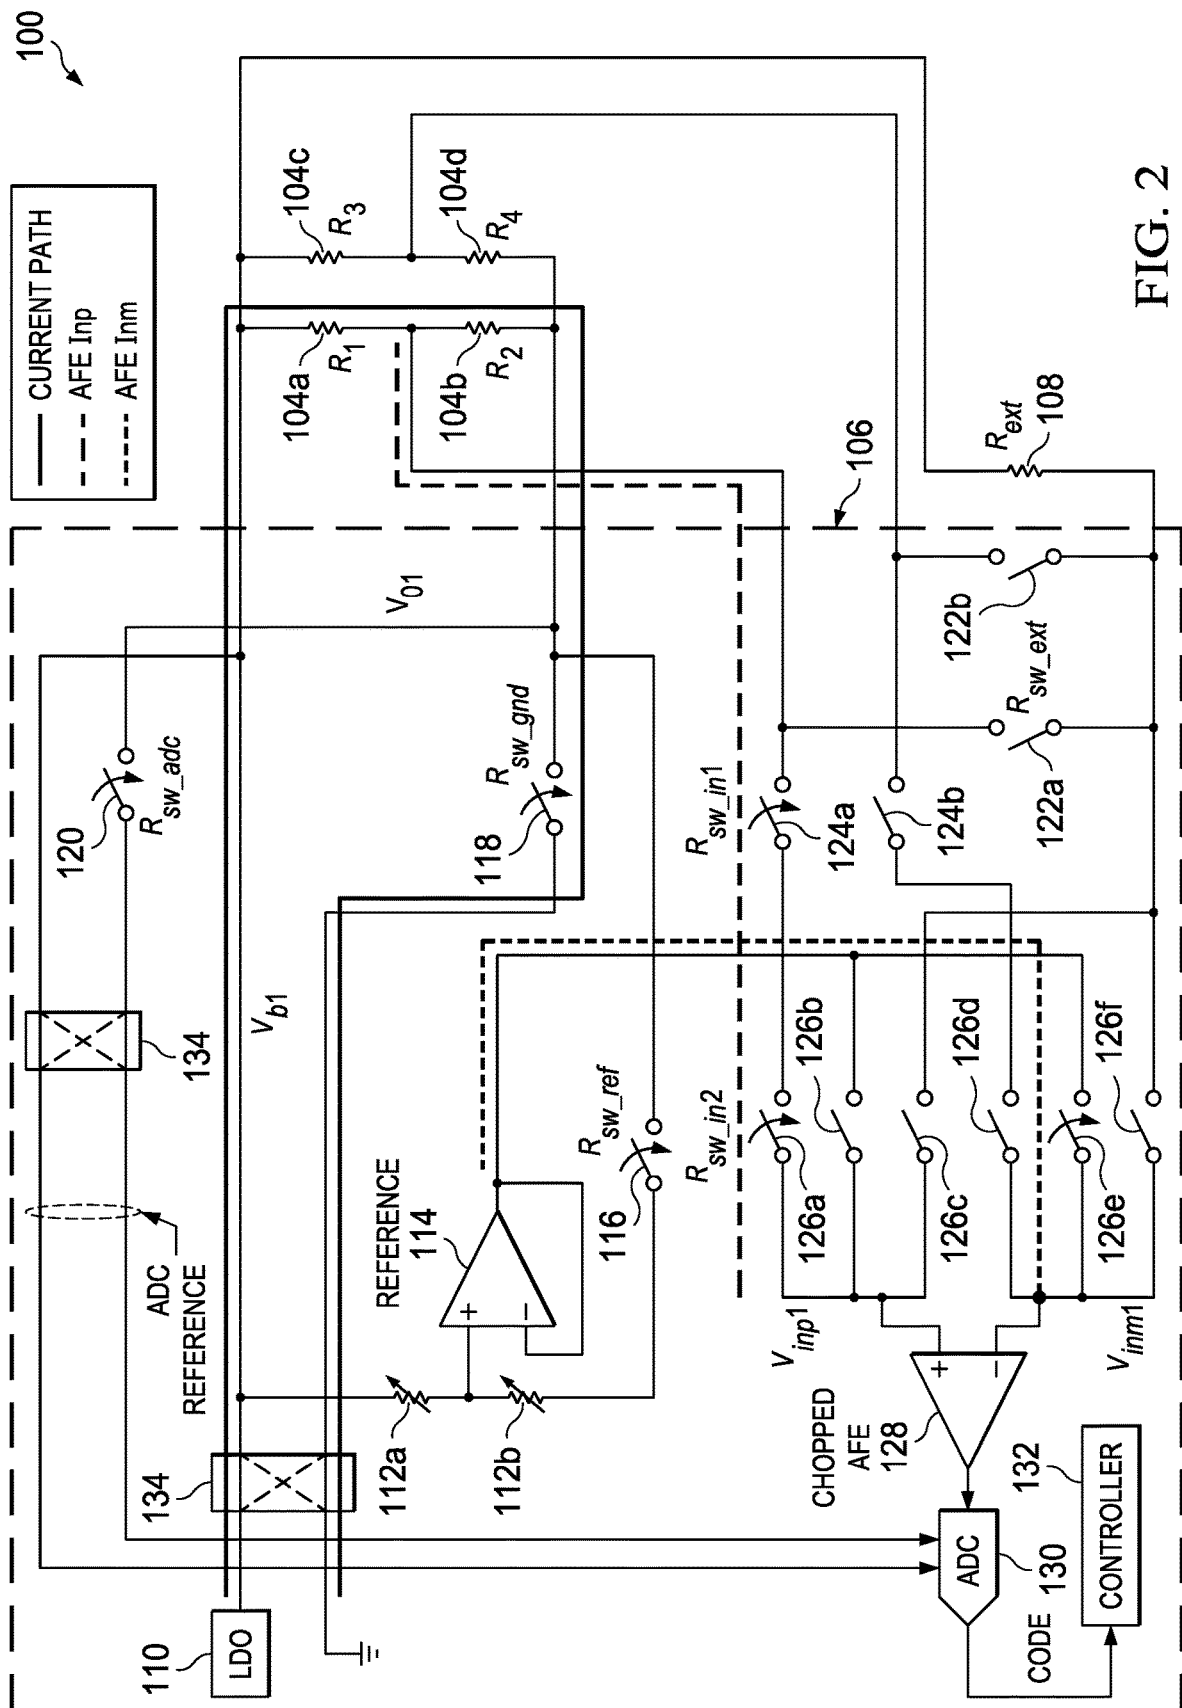 100
CURRENT PATH
AFE Inp
AFE Inm
104c
R3
104d
R4
104a
R1
104b
R2
V01
120
Rsw_adc
134
Vb1
Rsw_gnd
118
ADC
REFERENCE
134
110
LDO
REFERENCE
114
+
−
112a
112b
Rsw_ref
116
106
Rext
108
122b
Rsw_ext
122a
Rsw_in1
124a
124b
Rsw_in2
126a
126b
126c
126d
126e
126f
Vinp1
Vinm1
CHOPPED
AFE
128
+
−
ADC
130
CODE
132
CONTROLLER
FIG. 2